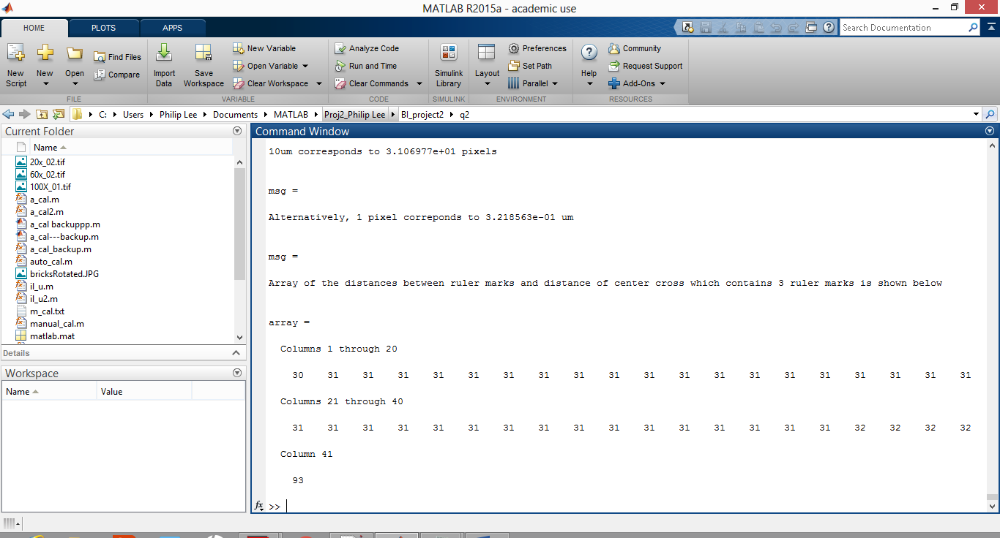 MATLAB R2015a - academic use
HOME PLOTS APPS
Search Documentation
New Script
New
Open
Find Files
Compare
Import Data
Save Workspace
New Variable
Open Variable
Clear Workspace
Analyze Code
Run and Time
Clear Commands
Simulink Library
Layout
Preferences
Set Path
Parallel
Help
Community
Request Support
Add-Ons
FILE VARIABLE CODE SIMULINK ENVIRONMENT RESOURCES
C: Users Philip Lee Documents MATLAB Proj2_Philip Lee BI_project2 q2
Current Folder
Name
20x_02.tif
60x_02.tif
100X_01.tif
a_cal.m
a_cal2.m
a_cal backuppp.m
a_cal---backup.m
a_cal_backup.m
auto_cal.m
bricksRotated.JPG
il_u.m
il_u2.m
m_cal.txt
manual_cal.m
matlab.mat
Details
Workspace
Name Value
Command Window
10um corresponds to 3.106977e+01 pixels
msg =
Alternatively, 1 pixel correponds to 3.218563e-01 um
msg =
Array of the distances between ruler marks and distance of center cross which contains 3 ruler marks is shown below
array =
Columns 1 through 20
30 31 31 31 31 31 31 31 31 31 31 31 31 31 31 31 31 31 31 31
Columns 21 through 40
31 31 31 31 31 31 31 31 31 31 31 31 31 31 31 31 32 32 32 32
Column 41
93
fx >>